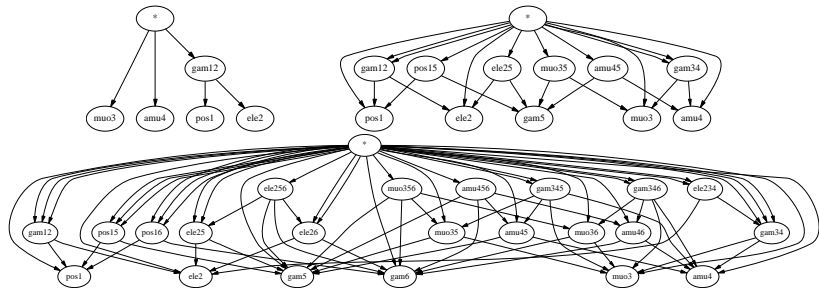 * *
gam12 gam12 pos15 ele25 muo35 amu45 gam34
muo3 amu4 pos1 ele2 pos1 ele2 gam5 muo3 amu4
*
ele256 muo356 amu456 gam345 gam346 ele234
gam12 pos15 pos16 ele25 ele26 muo35 amu45 muo36 amu46 gam34
pos1 ele2 gam5 gam6 muo3 amu4